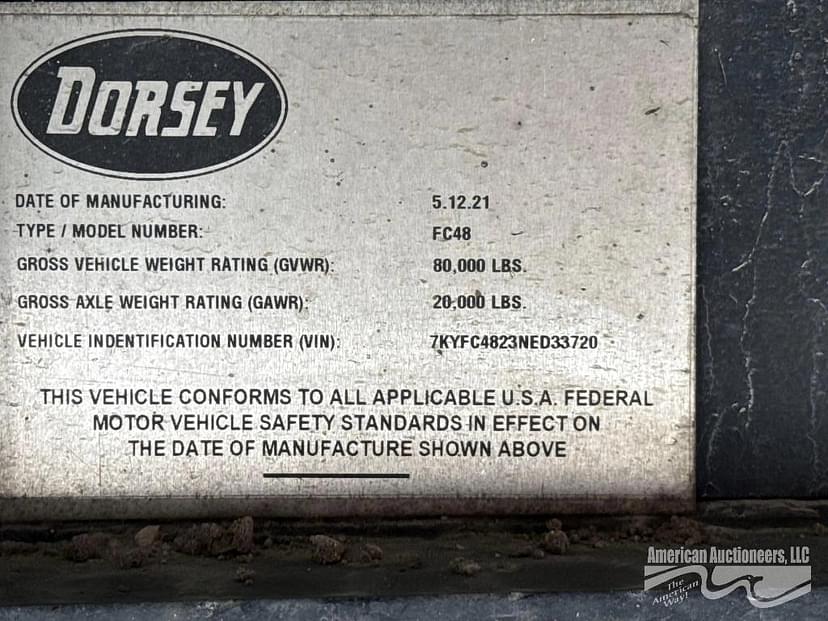 DORSEY
DATE OF MANUFACTURING: 5.12.21
TYPE / MODEL NUMBER: FC48
GROSS VEHICLE WEIGHT RATING (GVWR): 80,000 LBS.
GROSS AXLE WEIGHT RATING (GAWR): 20,000 LBS.
VEHICLE INDENTIFICATION NUMBER (VIN): 7KYFC4823NED33720
THIS VEHICLE CONFORMS TO ALL APPLICABLE U.S.A. FEDERAL
MOTOR VEHICLE SAFETY STANDARDS IN EFFECT ON
THE DATE OF MANUFACTURE SHOWN ABOVE
American Auctioneers, LLC
The
American
Way!